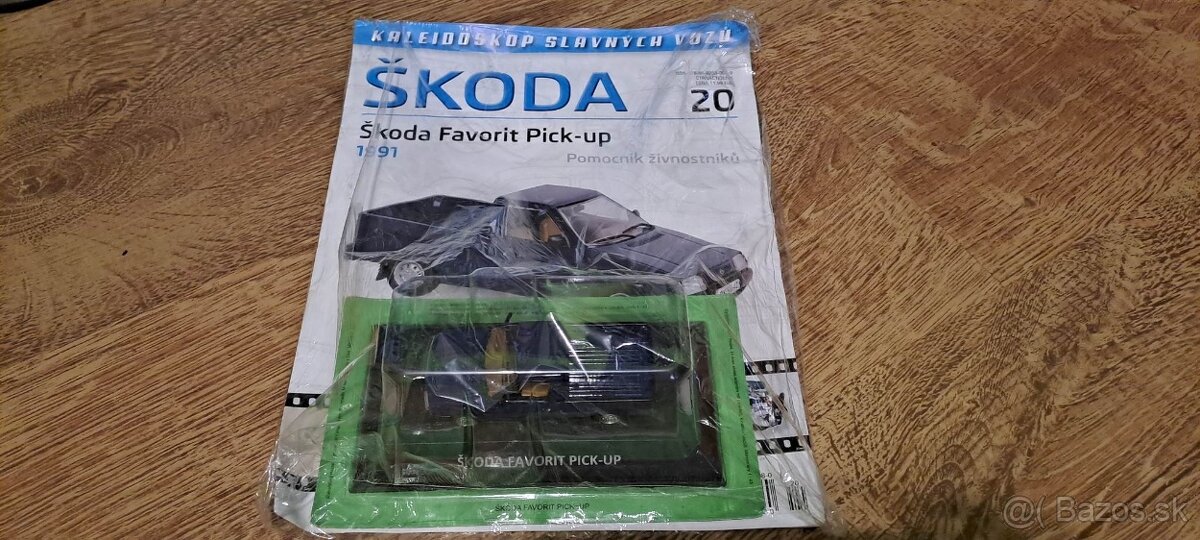 KALEIDOSKOP SLAVNÝCH VOZŮ
ŠKODA
20
Škoda Favorit Pick-up
1991
Pomocník živnostníků
ŠKODA FAVORIT PICK-UP
ŠKODA FAVORIT PICK-UP
Bazos.sk